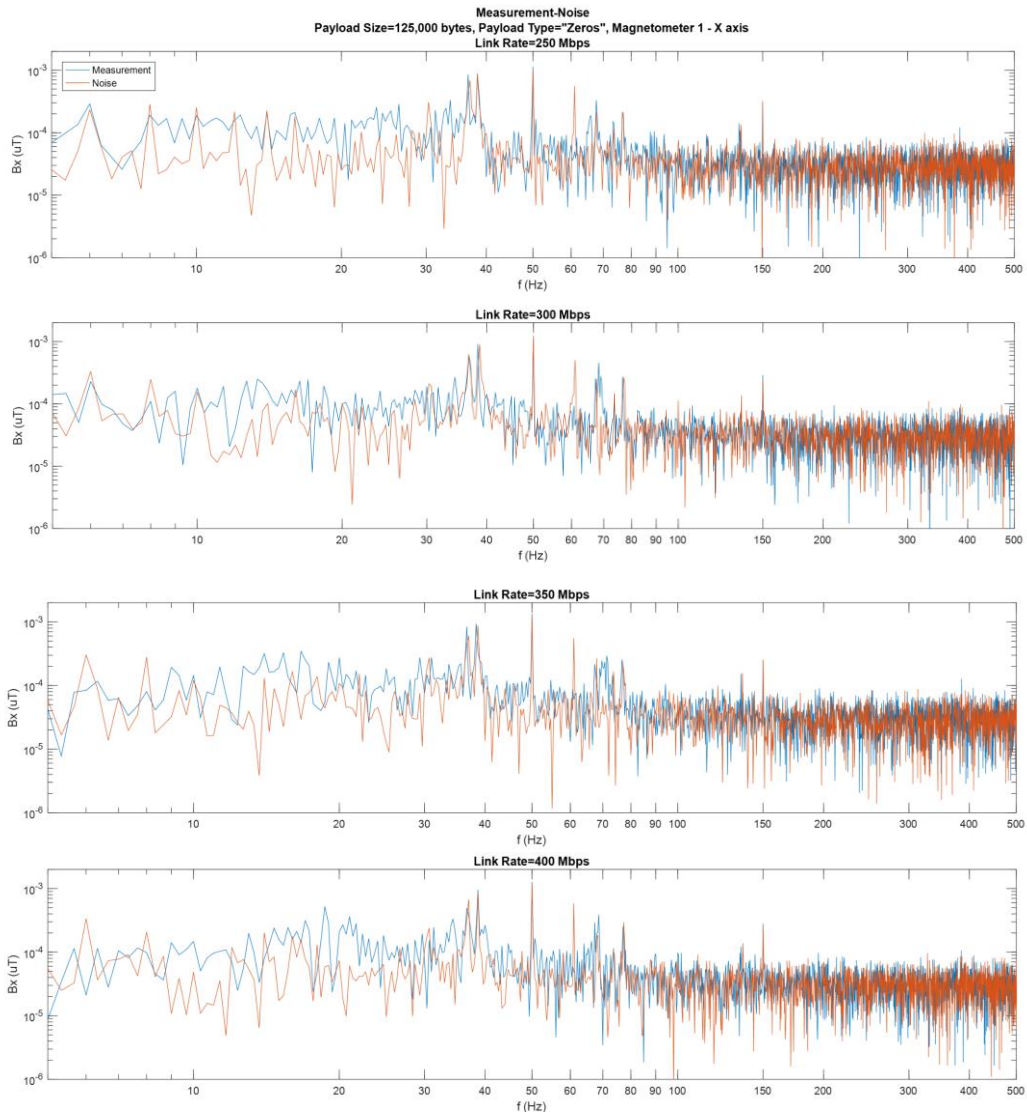 Measurement-Noise
Payload Size=125,000 bytes, Payload Type="Zeros", Magnetometer 1 - X axis
Link Rate=250 Mbps
Measurement
Noise
10-3
10-4
10-5
10-6
Bx (uT)
10 20 30 40 50 60 70 80 90 100 150 200 300 400 500
f (Hz)
Link Rate=300 Mbps
10-3
10-4
10-5
10-6
Bx (uT)
10 20 30 40 50 60 70 80 90 100 150 200 300 400 500
f (Hz)
Link Rate=350 Mbps
10-3
10-4
10-5
10-6
Bx (uT)
10 20 30 40 50 60 70 80 90 100 150 200 300 400 500
f (Hz)
Link Rate=400 Mbps
10-3
10-4
10-5
10-6
Bx (uT)
10 20 30 40 50 60 70 80 90 100 150 200 300 400 500
f (Hz)